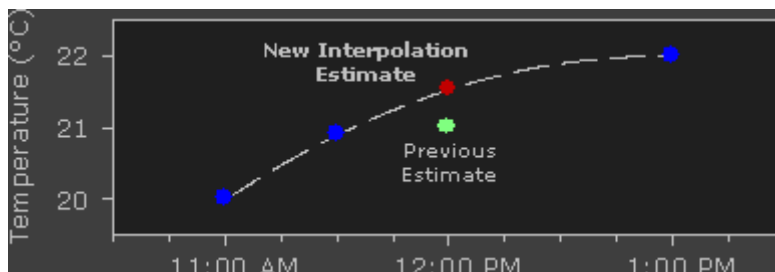 Temperature (°C)
22
21
20
New Interpolation
Estimate
Previous
Estimate
11:00 AM
12:00 PM
1:00 PM